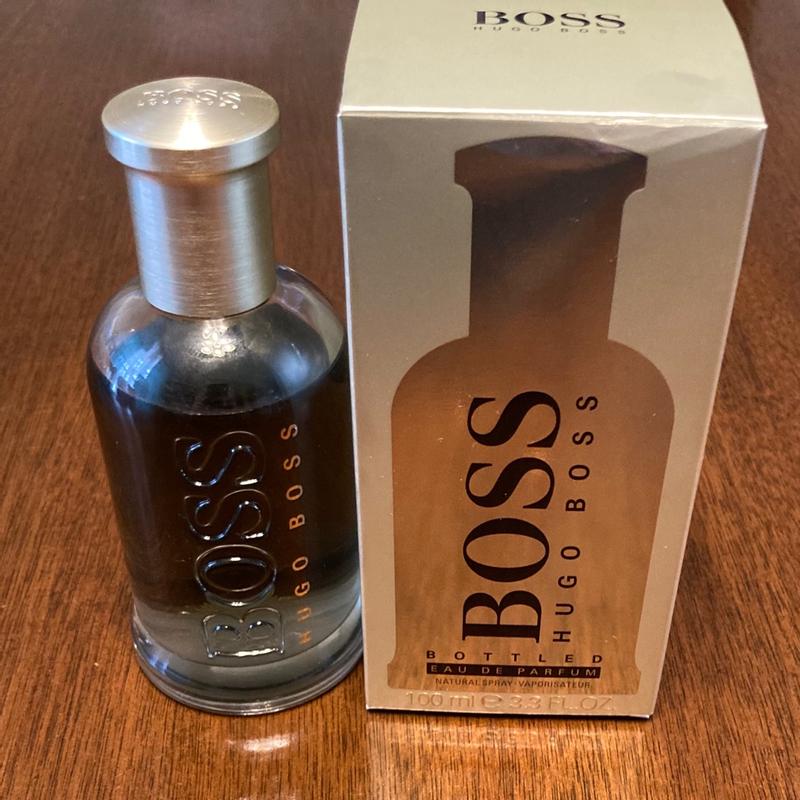 BOSS
BOSS
HUGO BOSS
BOSS
HUGO BOSS
BOSS
HUGO BOSS
BOTTLED
EAU DE PARFUM
NATURAL SPRAY·VAPORISATEUR
100 ml ℮ 3.3 FL.OZ.